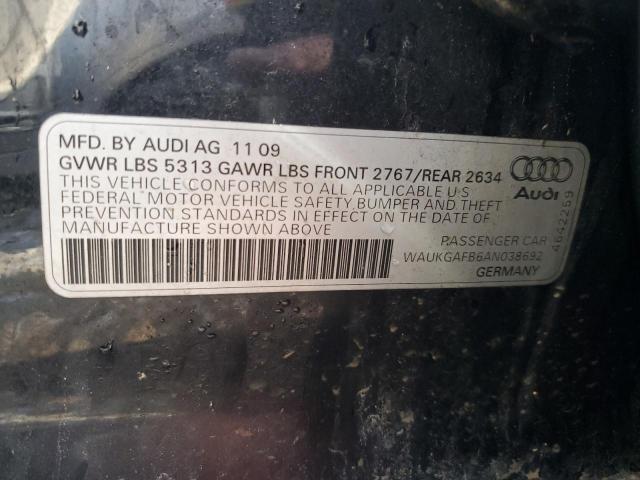 MFD. BY AUDI AG 11 09
GVWR LBS 5313 GAWR LBS FRONT 2767/REAR 2634
THIS VEHICLE CONFORMS TO ALL APPLICABLE U S
FEDERAL MOTOR VEHICLE SAFETY, BUMPER AND THEFT
PREVENTION STANDARDS IN EFFECT ON THE DATE OF
MANUFACTURE SHOWN ABOVE
PASSENGER CAR
WAUKGAFB6AN038692
GERMANY
Audi
4642269